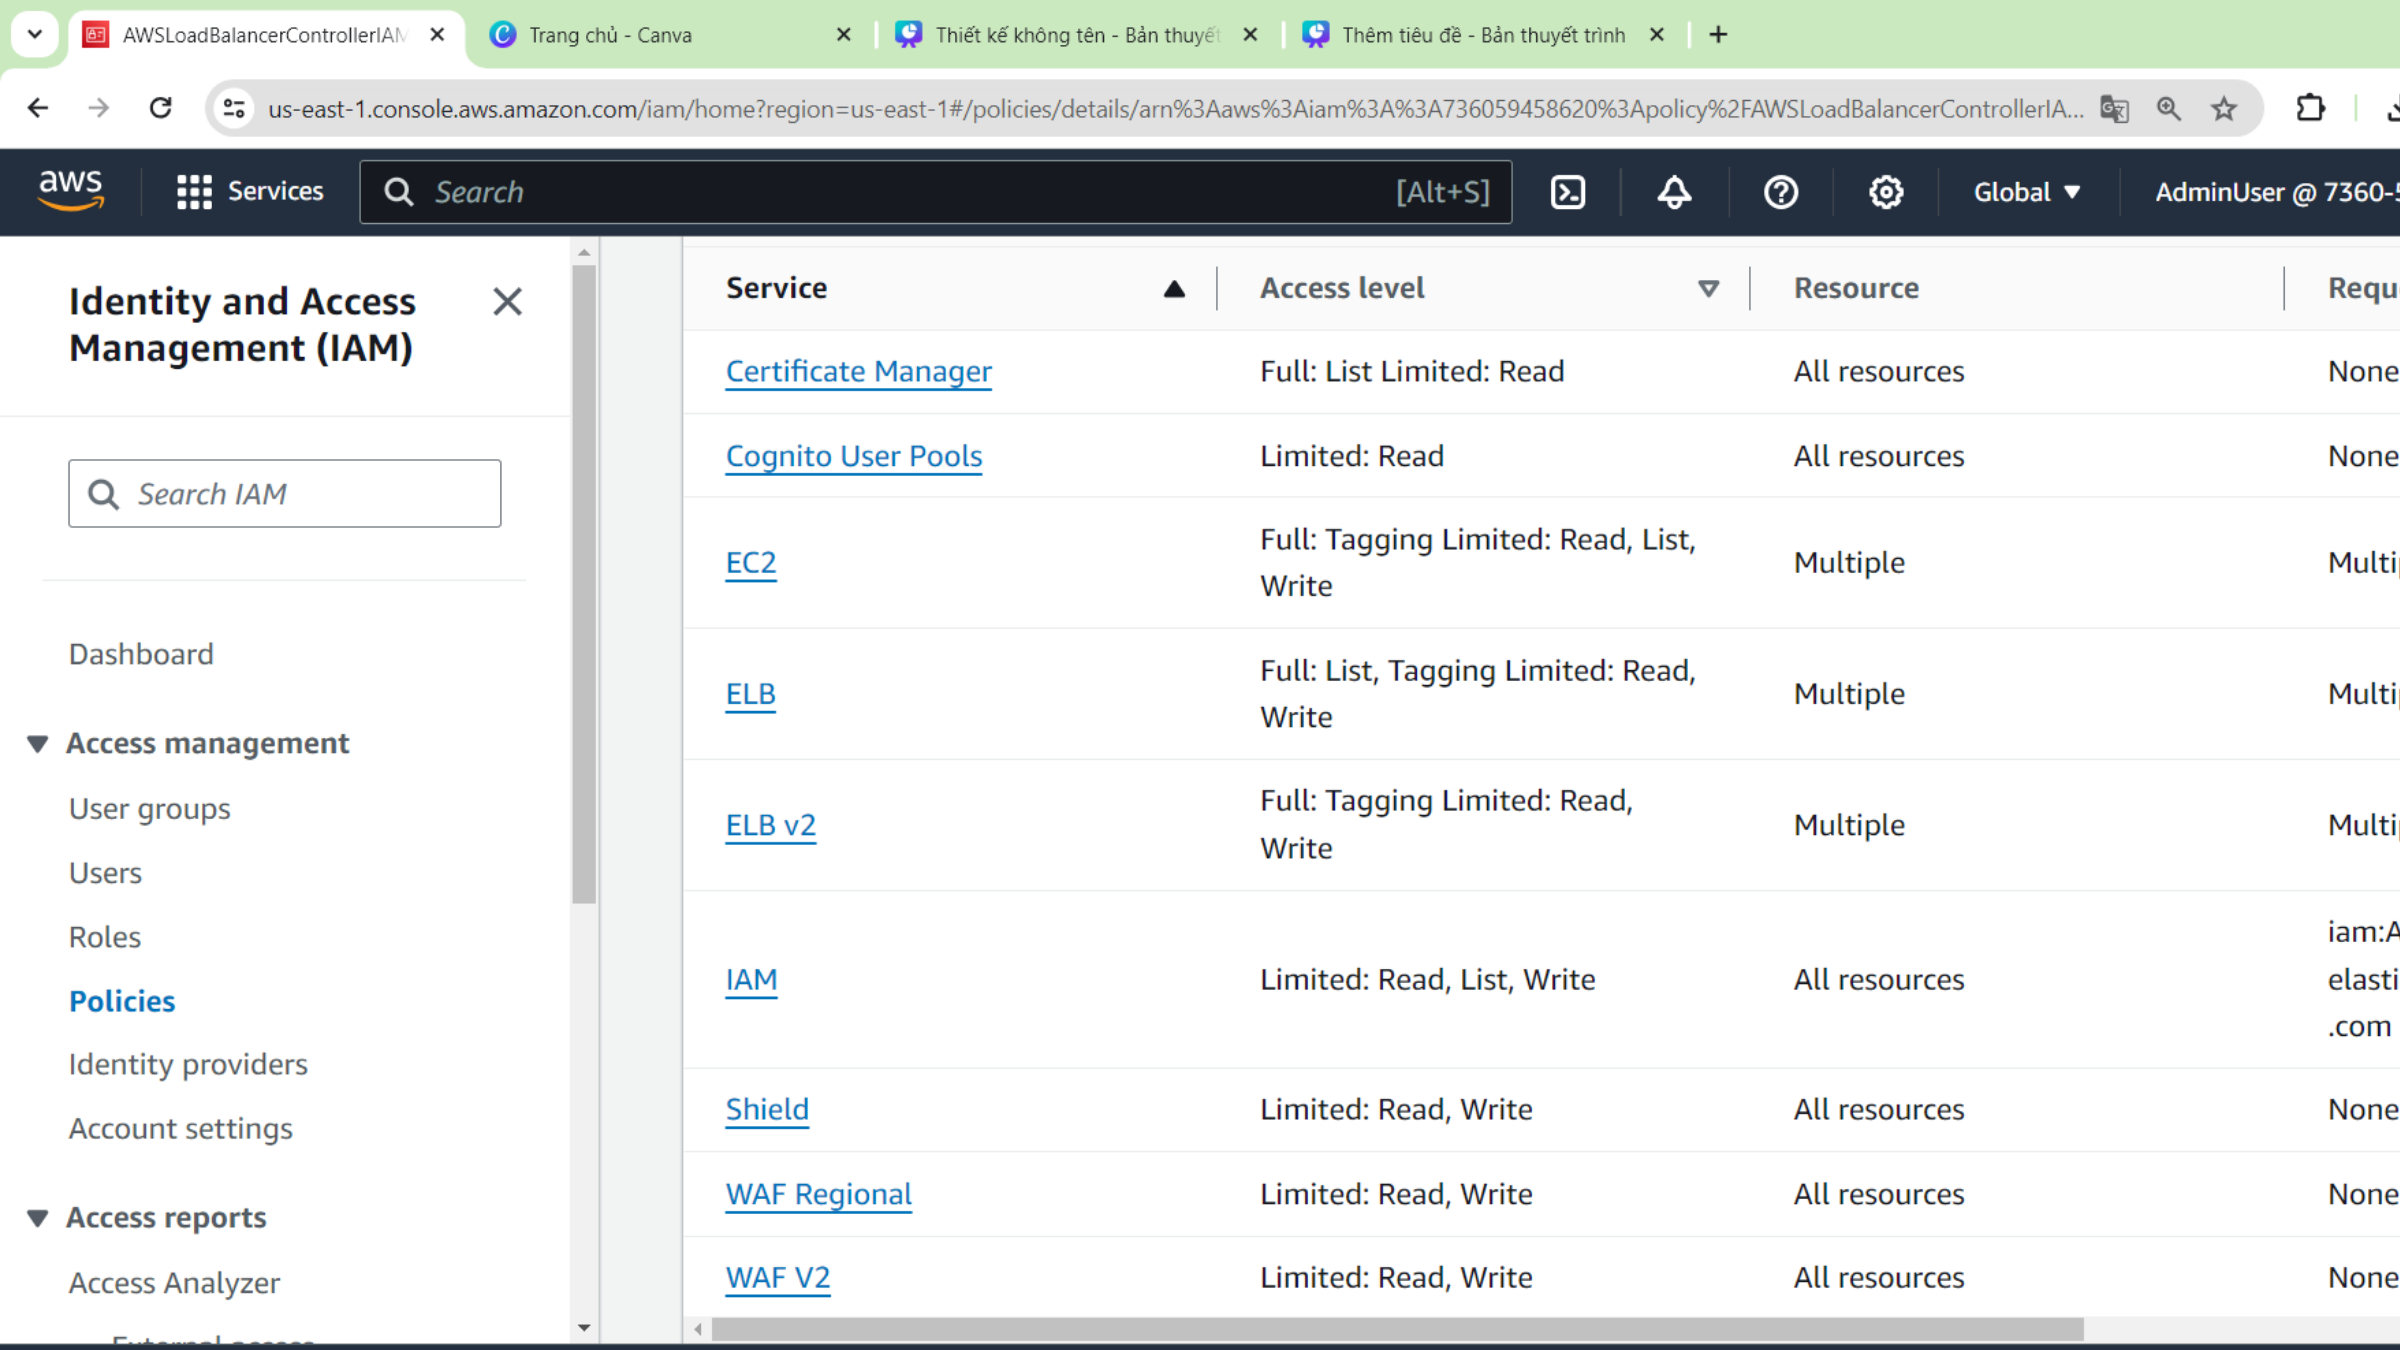 AWSLoadBalancerControllerIAM
Trang chủ - Canva
Thiết kế không tên - Bản thuyết
Thêm tiêu đề - Bản thuyết trình
us-east-1.console.aws.amazon.com/iam/home?region=us-east-1#/policies/details/arn%3Aaws%3Aiam%3A%3A736059458620%3Apolicy%2FAWSLoadBalancerControllerIA...
aws
Services
Search
[Alt+S]
Global
AdminUser @ 7360-5
Identity and Access
Management (IAM)
Search IAM
Dashboard
Access management
User groups
Users
Roles
Policies
Identity providers
Account settings
Access reports
Access Analyzer
External access
Service Access level Resource Requ
Certificate Manager Full: List Limited: Read All resources None
Cognito User Pools Limited: Read All resources None
EC2 Full: Tagging Limited: Read, List,
Write Multiple Multip
ELB Full: List, Tagging Limited: Read,
Write Multiple Multip
ELB v2 Full: Tagging Limited: Read,
Write Multiple Multip
IAM Limited: Read, List, Write All resources iam:A
elasti
.com
Shield Limited: Read, Write All resources None
WAF Regional Limited: Read, Write All resources None
WAF V2 Limited: Read, Write All resources None